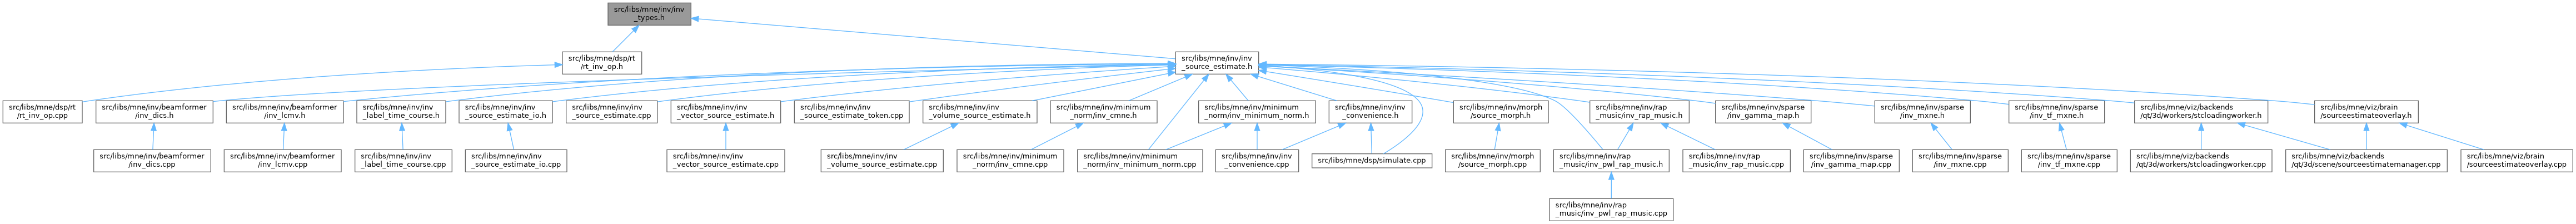 src/libs/mne/inv/inv
_types.h
src/libs/mne/dsp/rt
/rt_inv_op.h
src/libs/mne/inv/inv
_source_estimate.h
src/libs/mne/dsp/rt
/rt_inv_op.cpp
src/libs/mne/inv/beamformer
/inv_dics.h
src/libs/mne/inv/beamformer
/inv_lcmv.h
src/libs/mne/inv/inv
_label_time_course.h
src/libs/mne/inv/inv
_source_estimate_io.h
src/libs/mne/inv/inv
_source_estimate.cpp
src/libs/mne/inv/inv
_vector_source_estimate.h
src/libs/mne/inv/inv
_source_estimate_token.cpp
src/libs/mne/inv/inv
_volume_source_estimate.h
src/libs/mne/inv/minimum
_norm/inv_cmne.h
src/libs/mne/inv/minimum
_norm/inv_minimum_norm.h
src/libs/mne/inv/inv
_convenience.h
src/libs/mne/inv/morph
/source_morph.h
src/libs/mne/inv/rap
_music/inv_rap_music.h
src/libs/mne/inv/sparse
/inv_gamma_map.h
src/libs/mne/inv/sparse
/inv_mxne.h
src/libs/mne/inv/sparse
/inv_tf_mxne.h
src/libs/mne/viz/backends
/qt/3d/workers/stcloadingworker.h
src/libs/mne/viz/brain
/sourceestimateoverlay.h
src/libs/mne/inv/beamformer
/inv_dics.cpp
src/libs/mne/inv/beamformer
/inv_lcmv.cpp
src/libs/mne/inv/inv
_label_time_course.cpp
src/libs/mne/inv/inv
_source_estimate_io.cpp
src/libs/mne/inv/inv
_vector_source_estimate.cpp
src/libs/mne/inv/inv
_volume_source_estimate.cpp
src/libs/mne/inv/minimum
_norm/inv_cmne.cpp
src/libs/mne/inv/minimum
_norm/inv_minimum_norm.cpp
src/libs/mne/inv/inv
_convenience.cpp
src/libs/mne/dsp/simulate.cpp
src/libs/mne/inv/morph
/source_morph.cpp
src/libs/mne/inv/rap
_music/inv_pwl_rap_music.h
src/libs/mne/inv/rap
_music/inv_rap_music.cpp
src/libs/mne/inv/sparse
/inv_gamma_map.cpp
src/libs/mne/inv/sparse
/inv_mxne.cpp
src/libs/mne/inv/sparse
/inv_tf_mxne.cpp
src/libs/mne/viz/backends
/qt/3d/workers/stcloadingworker.cpp
src/libs/mne/viz/backends
/qt/3d/scene/sourceestimatemanager.cpp
src/libs/mne/viz/brain
/sourceestimateoverlay.cpp
src/libs/mne/inv/rap
_music/inv_pwl_rap_music.cpp